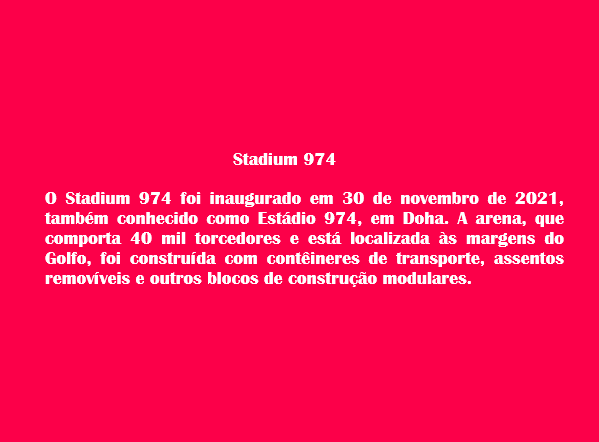 Stadium 974
O Stadium 974 foi inaugurado em 30 de novembro de 2021,
também conhecido como Estádio 974, em Doha. A arena, que
comporta 40 mil torcedores e está localizada às margens do
Golfo, foi construída com contêineres de transporte, assentos
removíveis e outros blocos de construção modulares.